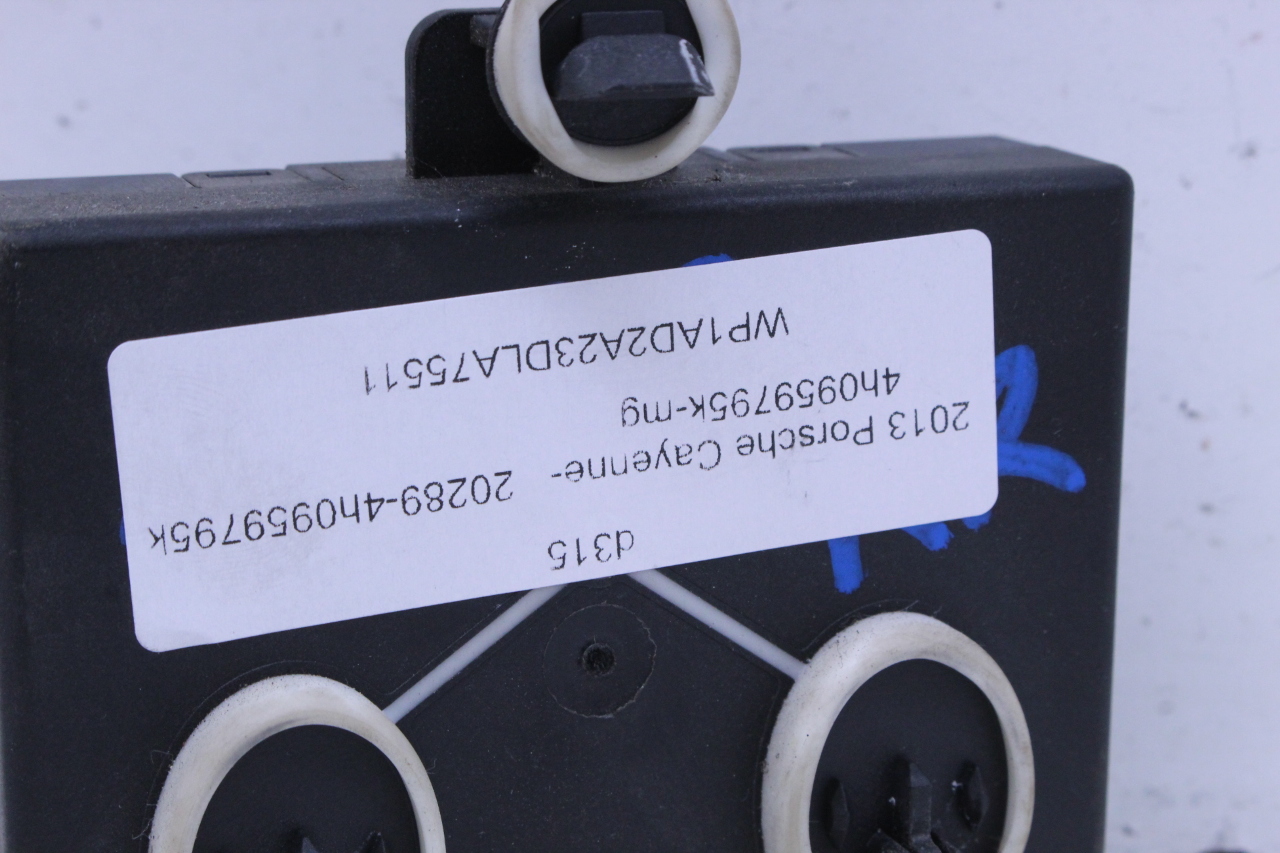 d315
2013 Porsche Cayenne- 20289-4h0959795k
4h0959795k-mg
WP1AD2A23DLA75511